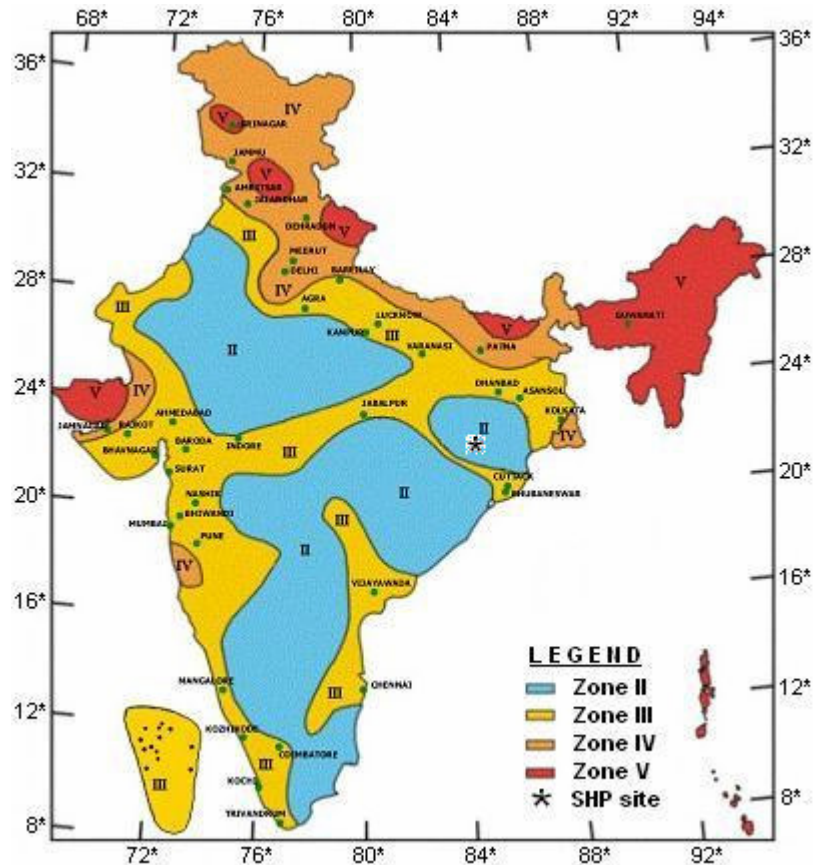 68* 72* 76* 80* 84* 88* 92* 94*
36* 36*
IV
V
SRINAGAR
JAMMU
32* 32*
V
AMRITSAR
JALANDHAR
DEHRADUN
V
III
MEERUT
DELHI
BAREILLY
28* 28*
IV
V
III
AGRA
LUCKNOW
KANPUR
III
V
GUWAHATI
VARANASI
PATNA
II
24* 24*
V
IV
DHANBAD
ASANSOL
AHMEDABAD
JABALPUR
KOLKATA
JAMNAGAR
RAJKOT
II
IV
BARODA
INDORE
III
BHAVNAGAR
SURAT
CUTTACK
BHUBANESWAR
20* 20*
NASHIK
II
BHIWANDI
MUMBAI
III
PUNE
II
IV
VIJAYAWADA
16* 16*
LEGEND
MANGALORE
CHENNAI
III
Zone II
12* 12*
Zone III
KOZHIKODE
COIMBATORE
III
Zone IV
III
KOCHI
Zone V
SHP site
TRIVANDRUM
8* 8*
72* 76* 80* 84* 88* 92*